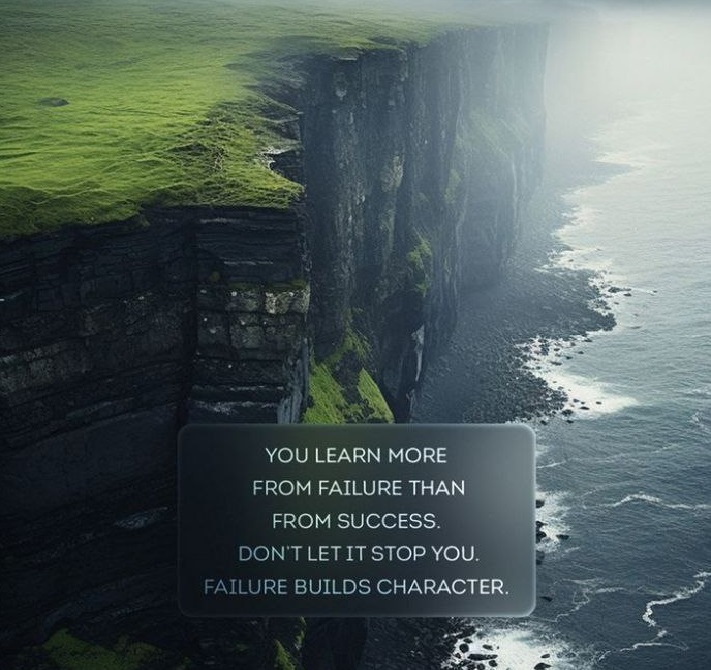 YOU LEARN MORE
FROM FAILURE THAN
FROM SUCCESS.
DON'T LET IT STOP YOU.
FAILURE BUILDS CHARACTER.